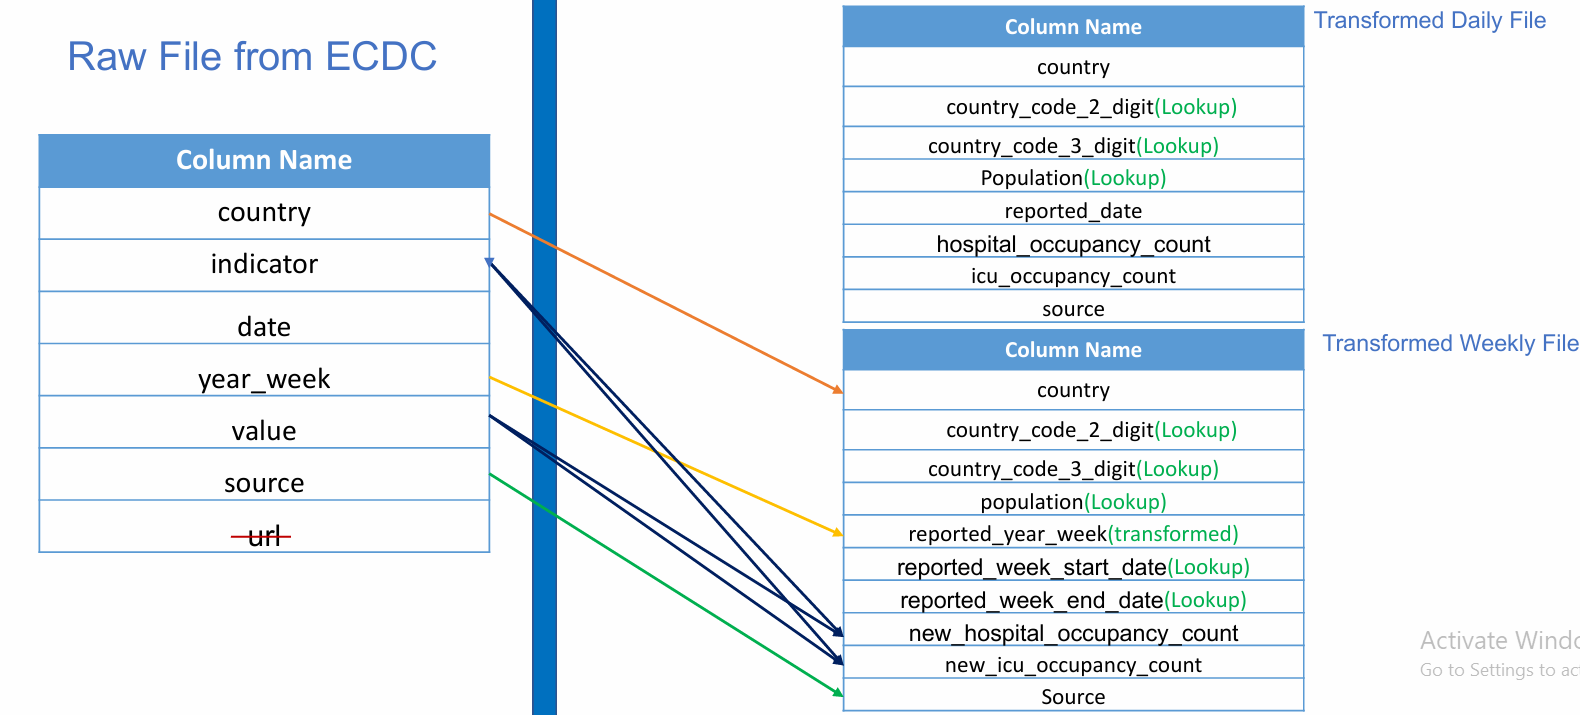 Raw File from ECDC
Column Name
country
indicator
date
year_week
value
source
url
Column Name
country
country_code_2_digit(Lookup)
country_code_3_digit(Lookup)
Population(Lookup)
reported_date
hospital_occupancy_count
icu_occupancy_count
source
Transformed Daily File
Column Name
country
country_code_2_digit(Lookup)
country_code_3_digit(Lookup)
population(Lookup)
reported_year_week(transformed)
reported_week_start_date(Lookup)
reported_week_end_date(Lookup)
new_hospital_occupancy_count
new_icu_occupancy_count
Source
Transformed Weekly File
Activate Windo
Go to Settings to act